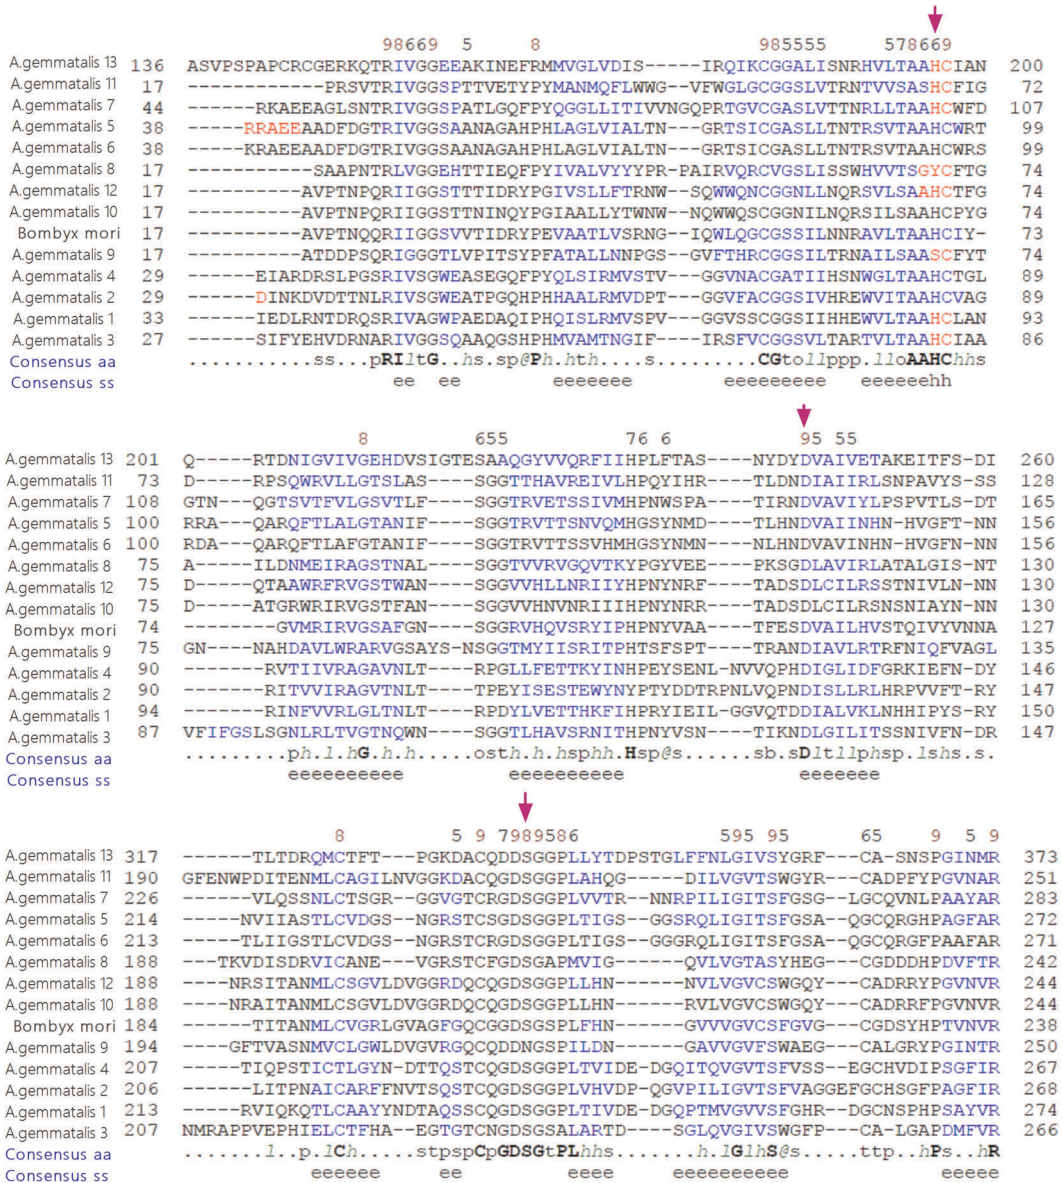 98669 5 8 985555 578669
A.gemmatalis 13 136 ASVPSPAPCRCGERKQTRIVGGEEAKINEFRMMVGLVDIS-----IRQIKCGGALISNRHVLTAAHCIAN 200
A.gemmatalis 11 17 ------------PRSVTRIVGGSPTTVETYPYMANMQFLWWG---VFWGLGCGGSLVTRNTVVSASHCFIG 72
A.gemmatalis 7 44 ------RKAEEAGLSNTRIVGGSPATLGQFPYQGGLLITIVVNGQPRTGVCGASLVTTNRLLTAAHCWFD 107
A.gemmatalis 5 38 -----RRAEEAADFDGTRIVGGSAANAGAHPHLAGLVIALTN---GRTSICGASLLTNTRSVTAAHCWRT 99
A.gemmatalis 6 38 -----KRAEEAADFDGTRIVGGSAANAGAHPHLAGLVIALTN---GRTSICGASLLTNTRSVTAAHCWRS 99
A.gemmatalis 8 17 -----------SAAPNTRLVGGEHTTIEQFPYIVALVYYYPR-PAIRVQRCVGSLISSWHVVTSGYCFTG 74
A.gemmatalis 12 17 ----------AVPTNPQRIIGGSTTTIDRYPGIVSLLFTRNW--SQWWQNCGGNLLNQRSVLSAAHCTFG 74
A.gemmatalis 10 17 ----------AVPTNPQRIIGGSTTNINQYPGIAALLYTWNW--NQWWQSCGGNILNQRSILSAAHCPYG 74
Bombyx mori 17 ----------AVPTNQQRIIGGSVVTIDRYPEVAATLVSRNG--IQWLQGCGSSILNNRAVLTAAHCIY- 73
A.gemmatalis 9 17 ----------ATDDPSQRIGGGTLVPITSYPFATALLNNPGS--GVFTHRCGGSILTRNAILSAASCFYT 74
A.gemmatalis 4 29 ------EIARDRSLPGSRIVSGWEASEGQFPYQLSIRMVSTV---GGVNACGATIIHSNWGLTAAHCTGL 89
A.gemmatalis 2 29 ------DINKDVDTTNLRIVSGWEATPGQHPHHAALRMVDPT---GGVFACGGSIVHREWVITAAHCVAG 89
A.gemmatalis 1 33 ------IEDLRNTDRQSRIVAGWPAEDAQIPHQISLRMVSPV---GGVSSCGGSIIHHEWVLTAAHCLAN 93
A.gemmatalis 3 27 ------SIFYEHVDRNARIVGGSQAAQGSHPHMVAMTNGIF----IRSFVCGGSVLTARTVLTAAHCIAA 86
Consensus aa ...........ss...pRIltG..hs.sp@Ph.hth.............CGtollppp.lloAAHChhs
Consensus ss ee ee eeeeeee eeeeeeeee eeeeeehh
8 655 76 6 95 55
A.gemmatalis 13 201 Q-----RTDNIGVIVGEHDVSIGTESAAQGYVVQRFIIHPLFTAS----NYDYDVAIVETAKEITFS-DI 260
A.gemmatalis 11 73 D-----RPSQWRVLLGTSLAS----SGGTTHAVREIVLHPQYIHR----TLDNDIAIIRLSNPAVYS-SS 128
A.gemmatalis 7 108 GTN---QGTSVTFVLGSVTLF----SGGTRVETSSIVMHPNWSPA----TIRNDVAVIYLPSPVTLS-DT 165
A.gemmatalis 5 100 RRA---QARQFTLALGTANIF----SGGTRVTTSNVQMHGSYNMD----TLHNDVAIINHN-HVGFT-NN 156
A.gemmatalis 6 100 RDA---QARQFTLAFGTANIF----SGGTRVTTSSVHMHGSYNMN----NLHNDVAVINHN-HVGFN-NN 156
A.gemmatalis 8 75 A-----ILDNMEIRAGSTNAL----SGGTVVRVGQVTKYPGYVEE----PKSGDLAVIRLATALGIS-NT 130
A.gemmatalis 12 75 D-----QTAAWRFRVGSTWAN----SGGVVHLLNRIIYHPNYNRF----TADSDLCILRSSTNIVLN-NN 130
A.gemmatalis 10 75 D-----ATGRWRIRVGSTFAN----SGGVVHNVNRIIIHPNYNRR----TADSDLCILRSNSNIAYN-NN 130
Bombyx mori 74 --------GVMRIRVGSAFGN----SGGRVHQVSRYIPHPNYVAA----TFESDVAILHVSTQIVYVNNA 127
A.gemmatalis 9 75 GN----NAHDAVLWRARVGSAYS-NSGGTMYIISRITPHTSFSPT----TRANDIAVLRTRFNIQFVAGL 135
A.gemmatalis 4 90 -------RVTIIVRAGAVNLT----RPGLLFETTKYINHPEYSENL-NVVQPHDIGLIDFGRKIEFN-DY 146
A.gemmatalis 2 90 -------RITVVIRAGVTNLT----TPEYISESTEWYNYPTYDDTRPNLVQPNDISLLRLHRPVVFT-RY 147
A.gemmatalis 1 94 -------RINFVVRLGLTNLT----RPDYLVETTHKFIHPRYIEIL-GGVQTDDIALVKLNHHIPYS-RY 150
A.gemmatalis 3 87 VFIFGSLSGNLRLTVGTNQWN----SGGTLHAVSRNITHPNYVSN----TIKNDLGILITSSNIVFN-DR 147
Consensus aa .........ph.l.hG.h.h.....osth.h.hsphh.Hsp@s......sb.sDltllphsp.lshs.s.
Consensus ss eeeeeeeeee eeeeeeeeee eeeeeee
8 5 9 7989586 595 95 65 9 5 9
A.gemmatalis 13 317 ------TLTDRQMCTFT---PGKDACQDDSGGPLLYTDPSTGLFFNLGIVSYGRF---CA-SNSPGINMR 373
A.gemmatalis 11 190 GFENWPDITENMLCAGILNVGGKDACQGDSGGPLAHQG-----DILVGVTSWGYR---CADPFYPGVNAR 251
A.gemmatalis 7 226 ------VLQSSNLCTSGR--GGVGTCRGDSGGPLVVTR--NNRPILIGITSFGSG--LGCQVNLPAAYAR 283
A.gemmatalis 5 214 -----NVIIASTLCVDGS--NGRSTCSGDSGGPLTIGS--GGSRQLIGITSFGSA--QGCQRGHPAGFAR 272
A.gemmatalis 6 213 -----TLIIGSTLCVDGS--NGRSTCRGDSGGPLTIGS--GGGRQLIGITSFGSA--QGCQRGFPAAFAR 271
A.gemmatalis 8 188 ---TKVDISDRVICANE---VGRSTCFGDSGAPMVIG------QVLVGTASYHEG---CGDDDHPDVFTR 242
A.gemmatalis 12 188 ----NRSITANMLCSGVLDVGGRDQCQGDSGGPLLHN------NVLVGVCSWGQY---CADRRYPGVNVR 244
A.gemmatalis 10 188 ----NRAITANMLCSGVLDVGGRDQCQGDSGGPLLHN------RVLVGVCSWGQY---CADRRFPGVNVR 250
Bombyx mori 184 ------TITANMLCVGRLGVAGFGQCGGDSGSPLFHN------GVVVGVCSFGVG---CGDSYHPTVNVR 238
A.gemmatalis 9 194 ----GFTVASNMVCLGWLDVGVRGQCQDDNGSPILDN------GAVVGVFSWAEG---CALGRYPGINTR 250
A.gemmatalis 4 207 ------TIQPSTICTLGYN-DTTQSTCQGDSGGPLTVIDE-DGQITQVGVTSFVSS--EGCHVDIPSGFIR 267
A.gemmatalis 2 206 ------LITPNAICARFFNVTSQSTCQGDSGGPLVHVDP-QGVPILIGVTSFVAGGEFGCHSGFPAGFIR 268
A.gemmatalis 1 213 -----RVIQKQTLCAAYYNDTAQSSCQGDSGGPLTIVDE-DGQPTMVGVVSFGHR--DGCNSPHPSAYVR 274
A.gemmatalis 3 207 NMRAPPVEPHIELCTFHA--EGTGTCNGDSGSALARTD-----SGLQVGIVSWGFP---CALGAPDMFVR 266
Consensus aa .......l..p.lCh......stpspCpGDSGtPLhhs.......h.lGlhS@s.....ttp..hPs..hR
Consensus ss eeeeee ee eeee eeeeeeeeee eeeee